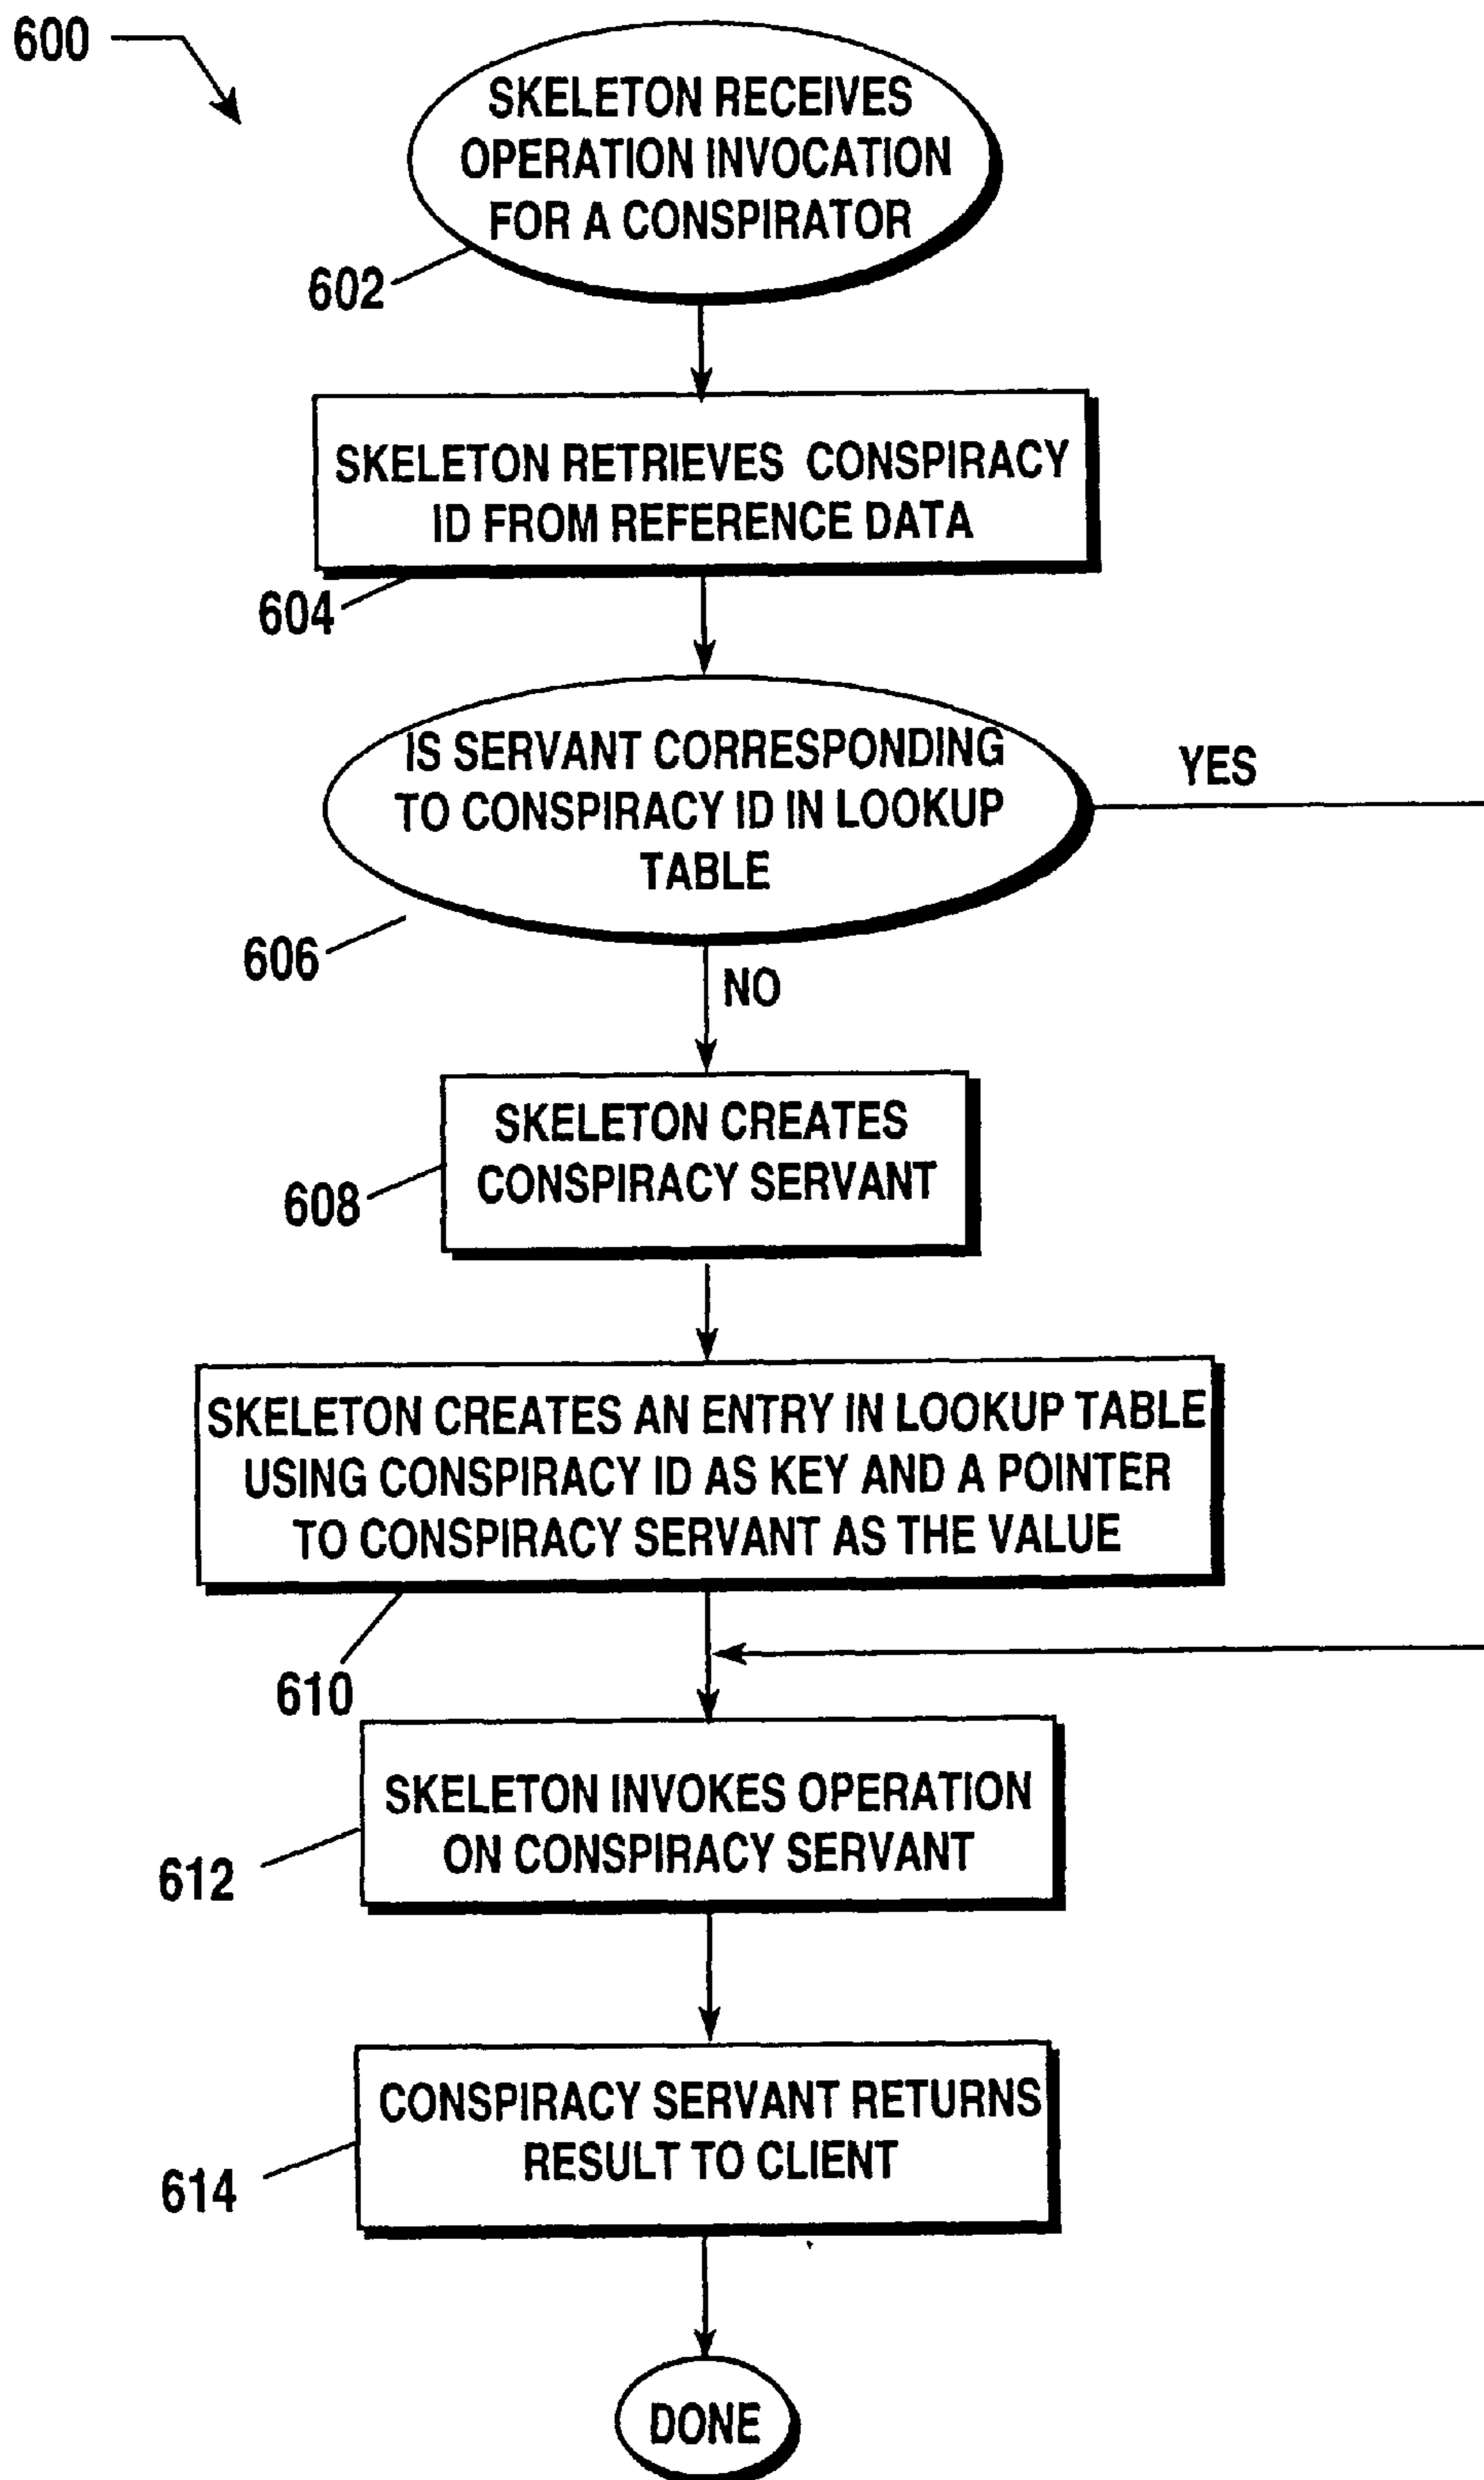 600
SKELETON RECEIVES
OPERATION INVOCATION
FOR A CONSPIRATOR
602
SKELETON RETRIEVES CONSPIRACY
ID FROM REFERENCE DATA
604
IS SERVANT CORRESPONDING
TO CONSPIRACY ID IN LOOKUP
TABLE
YES
606
NO
SKELETON CREATES
CONSPIRACY SERVANT
608
SKELETON CREATES AN ENTRY IN LOOKUP TABLE
USING CONSPIRACY ID AS KEY AND A POINTER
TO CONSPIRACY SERVANT AS THE VALUE
610
SKELETON INVOKES OPERATION
ON CONSPIRACY SERVANT
612
CONSPIRACY SERVANT RETURNS
RESULT TO CLIENT
614
DONE